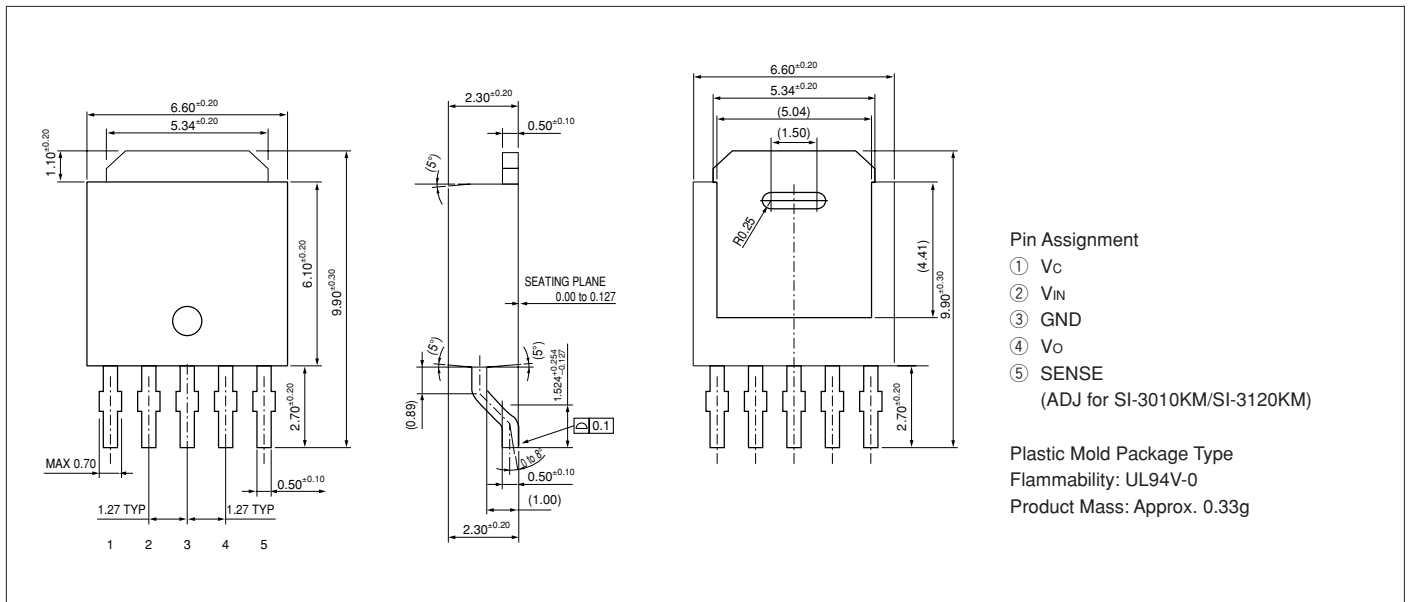 6.60±0.20
5.34±0.20
1.10±0.20
6.10±0.20
9.90±0.30
2.70±0.20
MAX 0.70
0.50±0.10
1.27 TYP
1.27 TYP
1 2 3 4 5
2.30±0.20
0.50±0.10
(5°)
SEATING PLANE
0.00 to 0.127
(5°)
(5°)
(0.89)
1.524+0.254 −0.127
D 0.1
0 to 8°
0.50±0.10
(1.00)
2.30±0.20
6.60±0.20
5.34±0.20
(5.04)
(1.50)
R0.25
(4.41)
9.90±0.30
2.70±0.20
Pin Assignment
① VC
② VIN
③ GND
④ VO
⑤ SENSE
(ADJ for SI-3010KM/SI-3120KM)
Plastic Mold Package Type
Flammability: UL94V-0
Product Mass: Approx. 0.33g